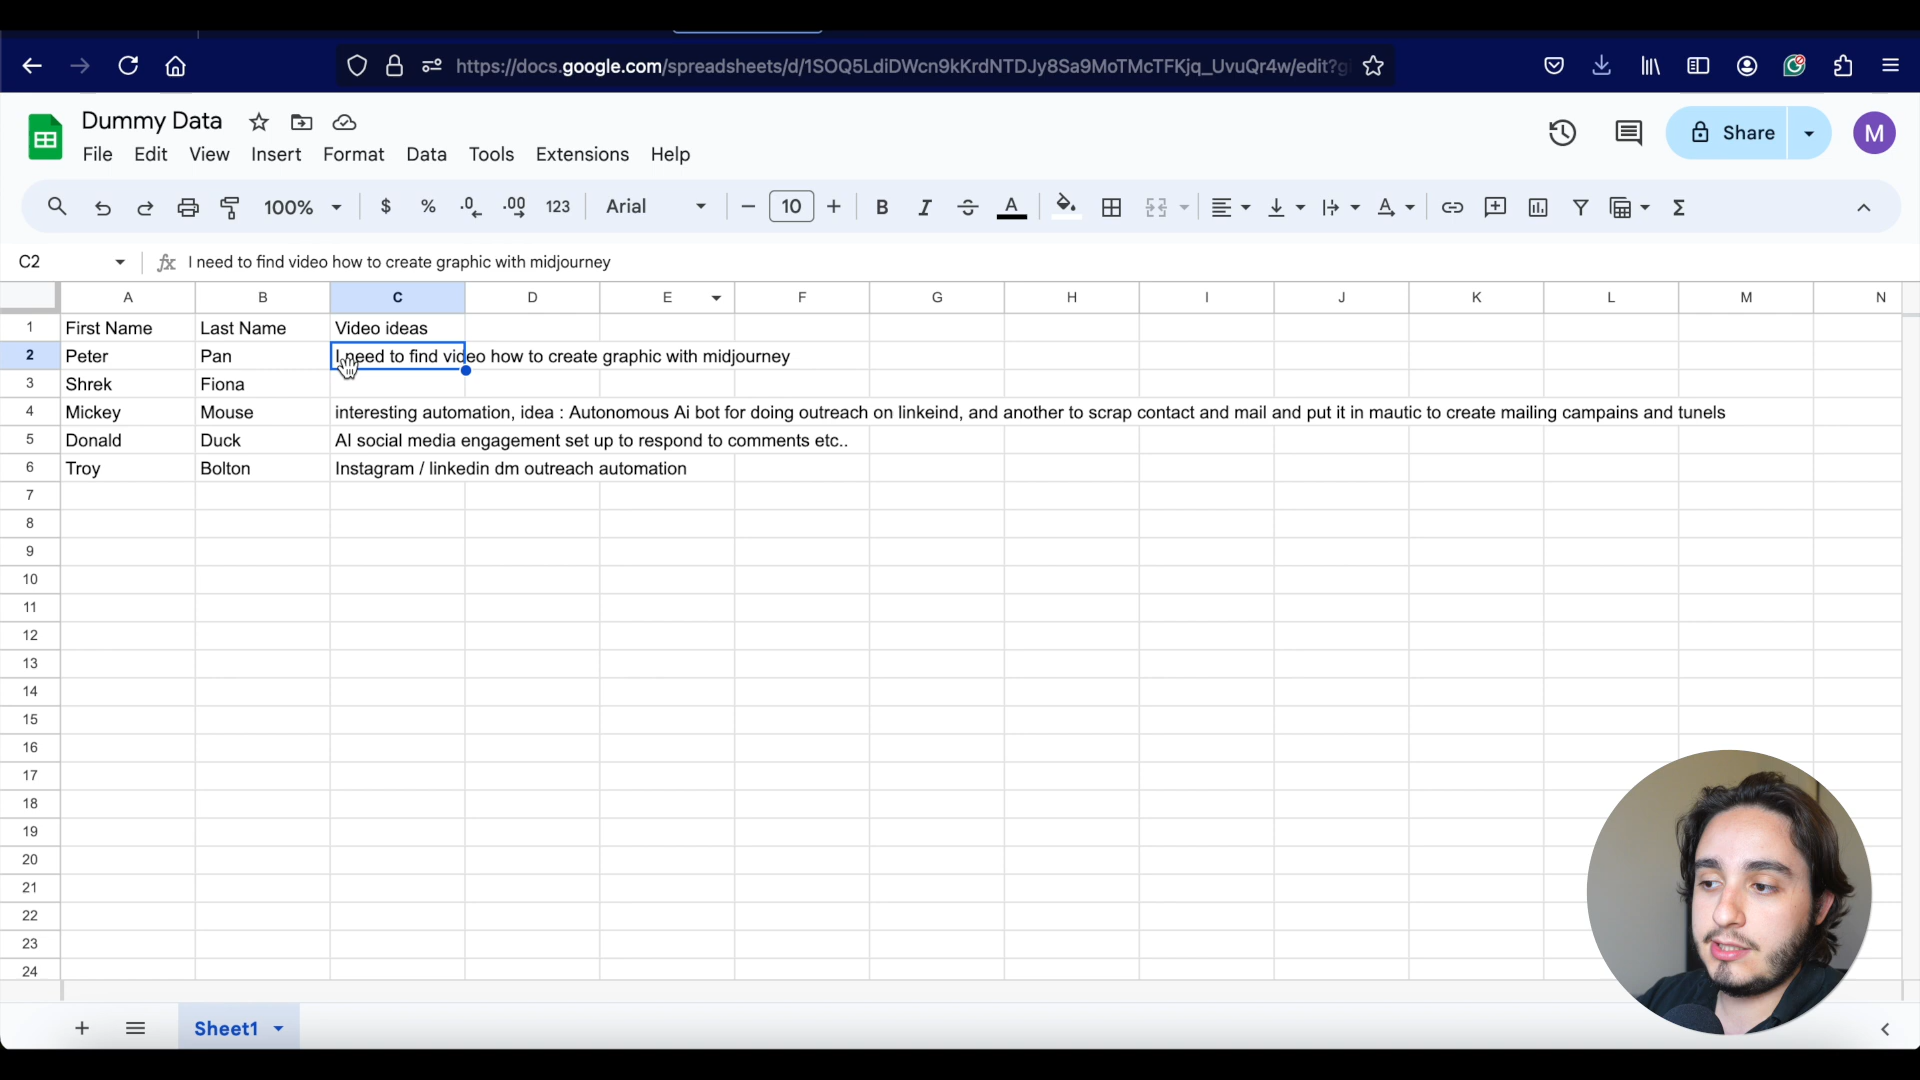 https://docs.google.com/spreadsheets/d/1SOQ5LdiDWcn9kKrdNTDJy8Sa9MoTMcTFKjq_UvuQr4w/edit?gi
Dummy Data
File Edit View Insert Format Data Tools Extensions Help
Share
M
100% $ % .0 .00 123 Arial 10 B I A
C2 fx I need to find video how to create graphic with midjourney
A B C D E F G H I J K L M N
1 First Name Last Name Video ideas
2 Peter Pan I need to find video how to create graphic with midjourney
3 Shrek Fiona
4 Mickey Mouse interesting automation, idea : Autonomous Ai bot for doing outreach on linkeind, and another to scrap contact and mail and put it in mautic to create mailing campains and tunels
5 Donald Duck AI social media engagement set up to respond to comments etc..
6 Troy Bolton Instagram / linkedin dm outreach automation
7
8
9
10
11
12
13
14
15
16
17
18
19
20
21
22
23
24
Sheet1